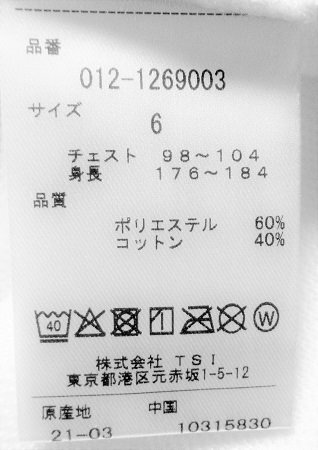 品番
012-1269003
サイズ
6
チェスト 98~104
身長 176~184
品質
ポリエステル 60%
コットン 40%
40 W
株式会社 TSI
東京都港区元赤坂1-5-12
原産地 中国
21-03 10315830